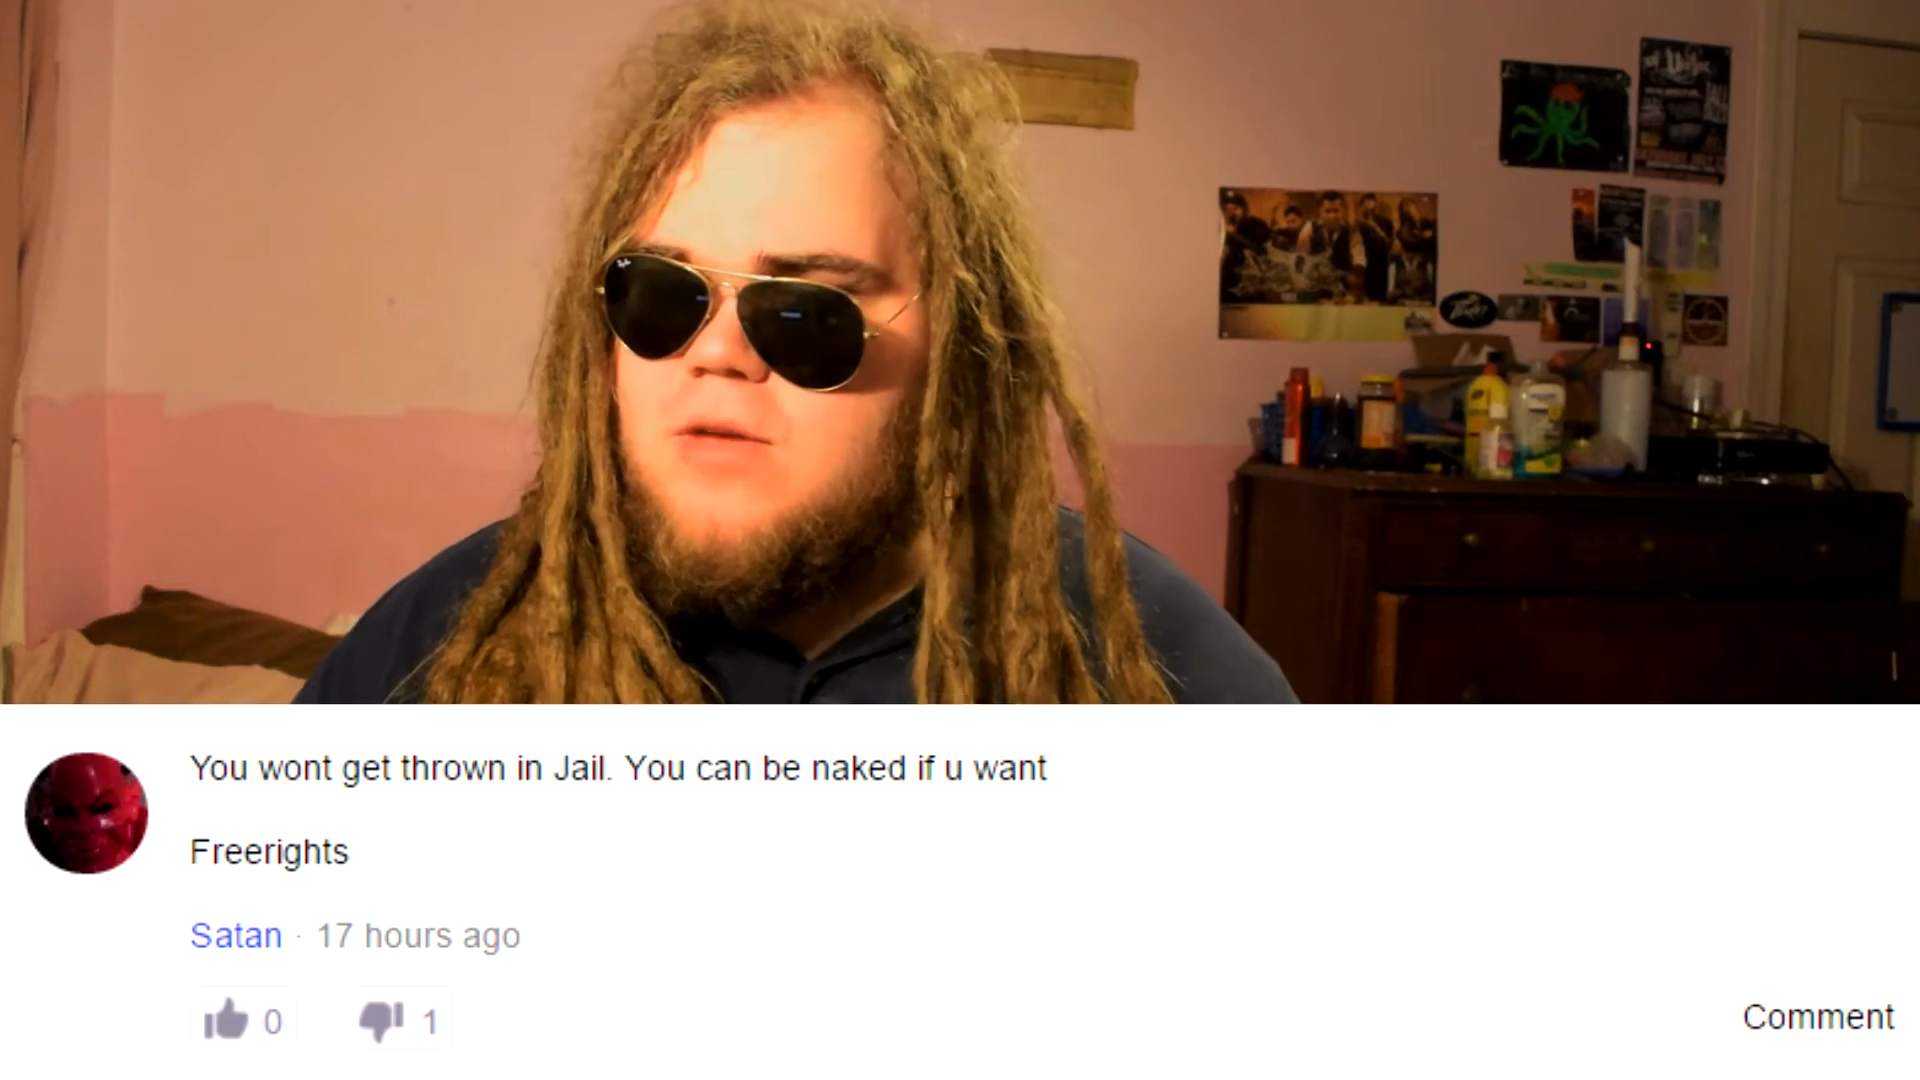 You wont get thrown in Jail. You can be naked if u want
Freerights
Satan · 17 hours ago
0 1
Comment